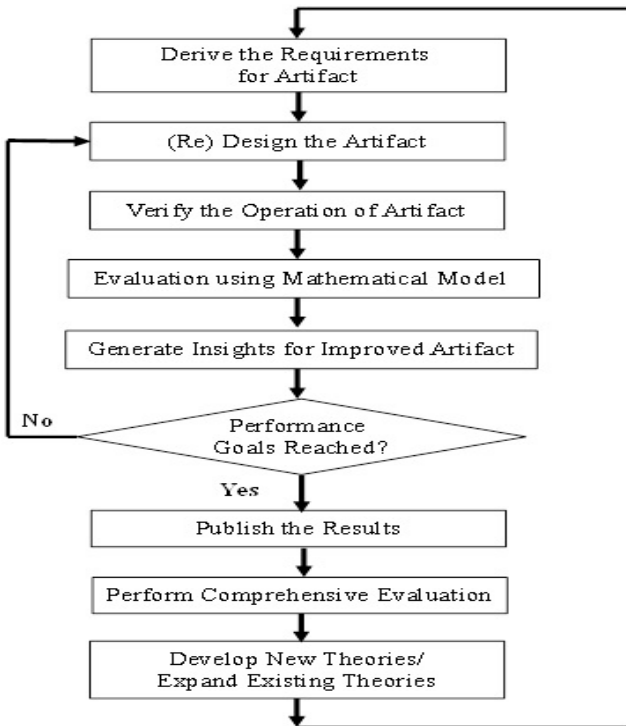 Derive the Requirements
for Artifact
(Re) Design the Artifact
Verify the Operation of Artifact
Evaluation using Mathematical Model
Generate Insights for Improved Artifact
No
Performance
Goals Reached?
Yes
Publish the Results
Perform Comprehensive Evaluation
Develop New Theories/
Expand Existing Theories